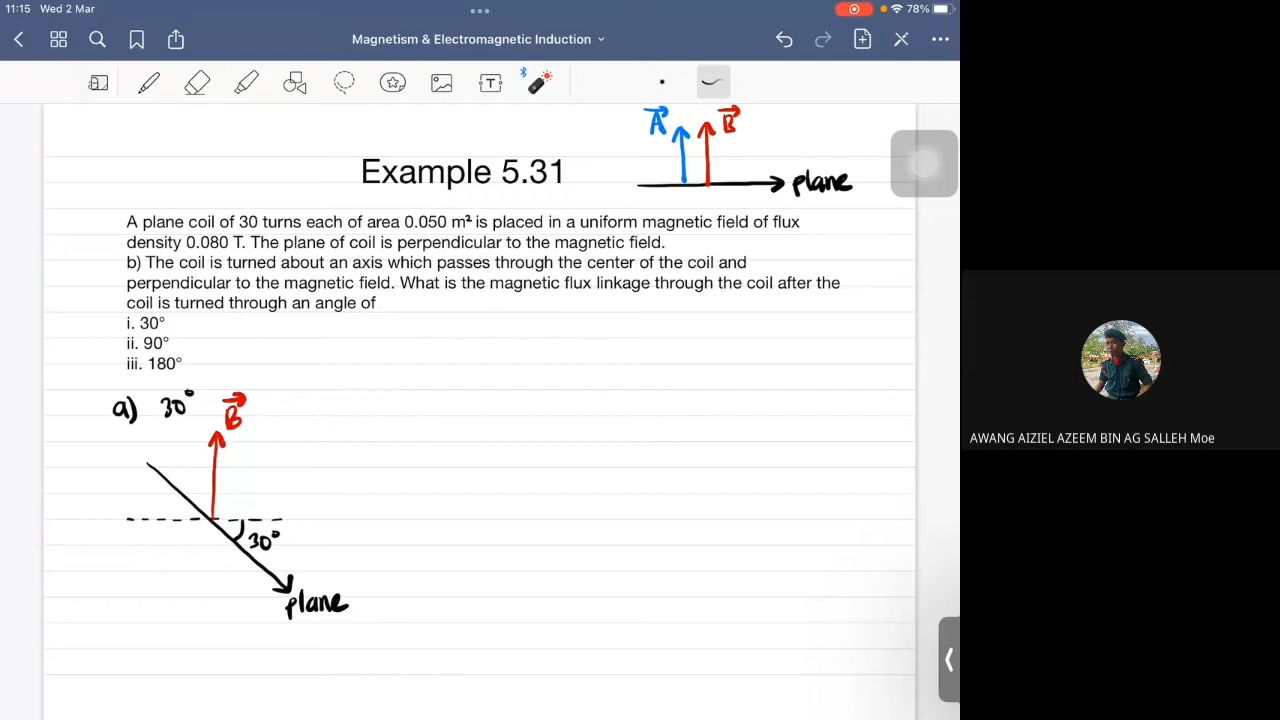 11:15 Wed 2 Mar
78%
Magnetism & Electromagnetic Induction
T
A B
plane
Example 5.31
A plane coil of 30 turns each of area 0.050 m² is placed in a uniform magnetic field of flux
density 0.080 T. The plane of coil is perpendicular to the magnetic field.
b) The coil is turned about an axis which passes through the center of the coil and
perpendicular to the magnetic field. What is the magnetic flux linkage through the coil after the
coil is turned through an angle of
i. 30°
ii. 90°
iii. 180°
a) 30° B
30°
plane
AWANG AIZIEL AZEEM BIN AG SALLEH Moe